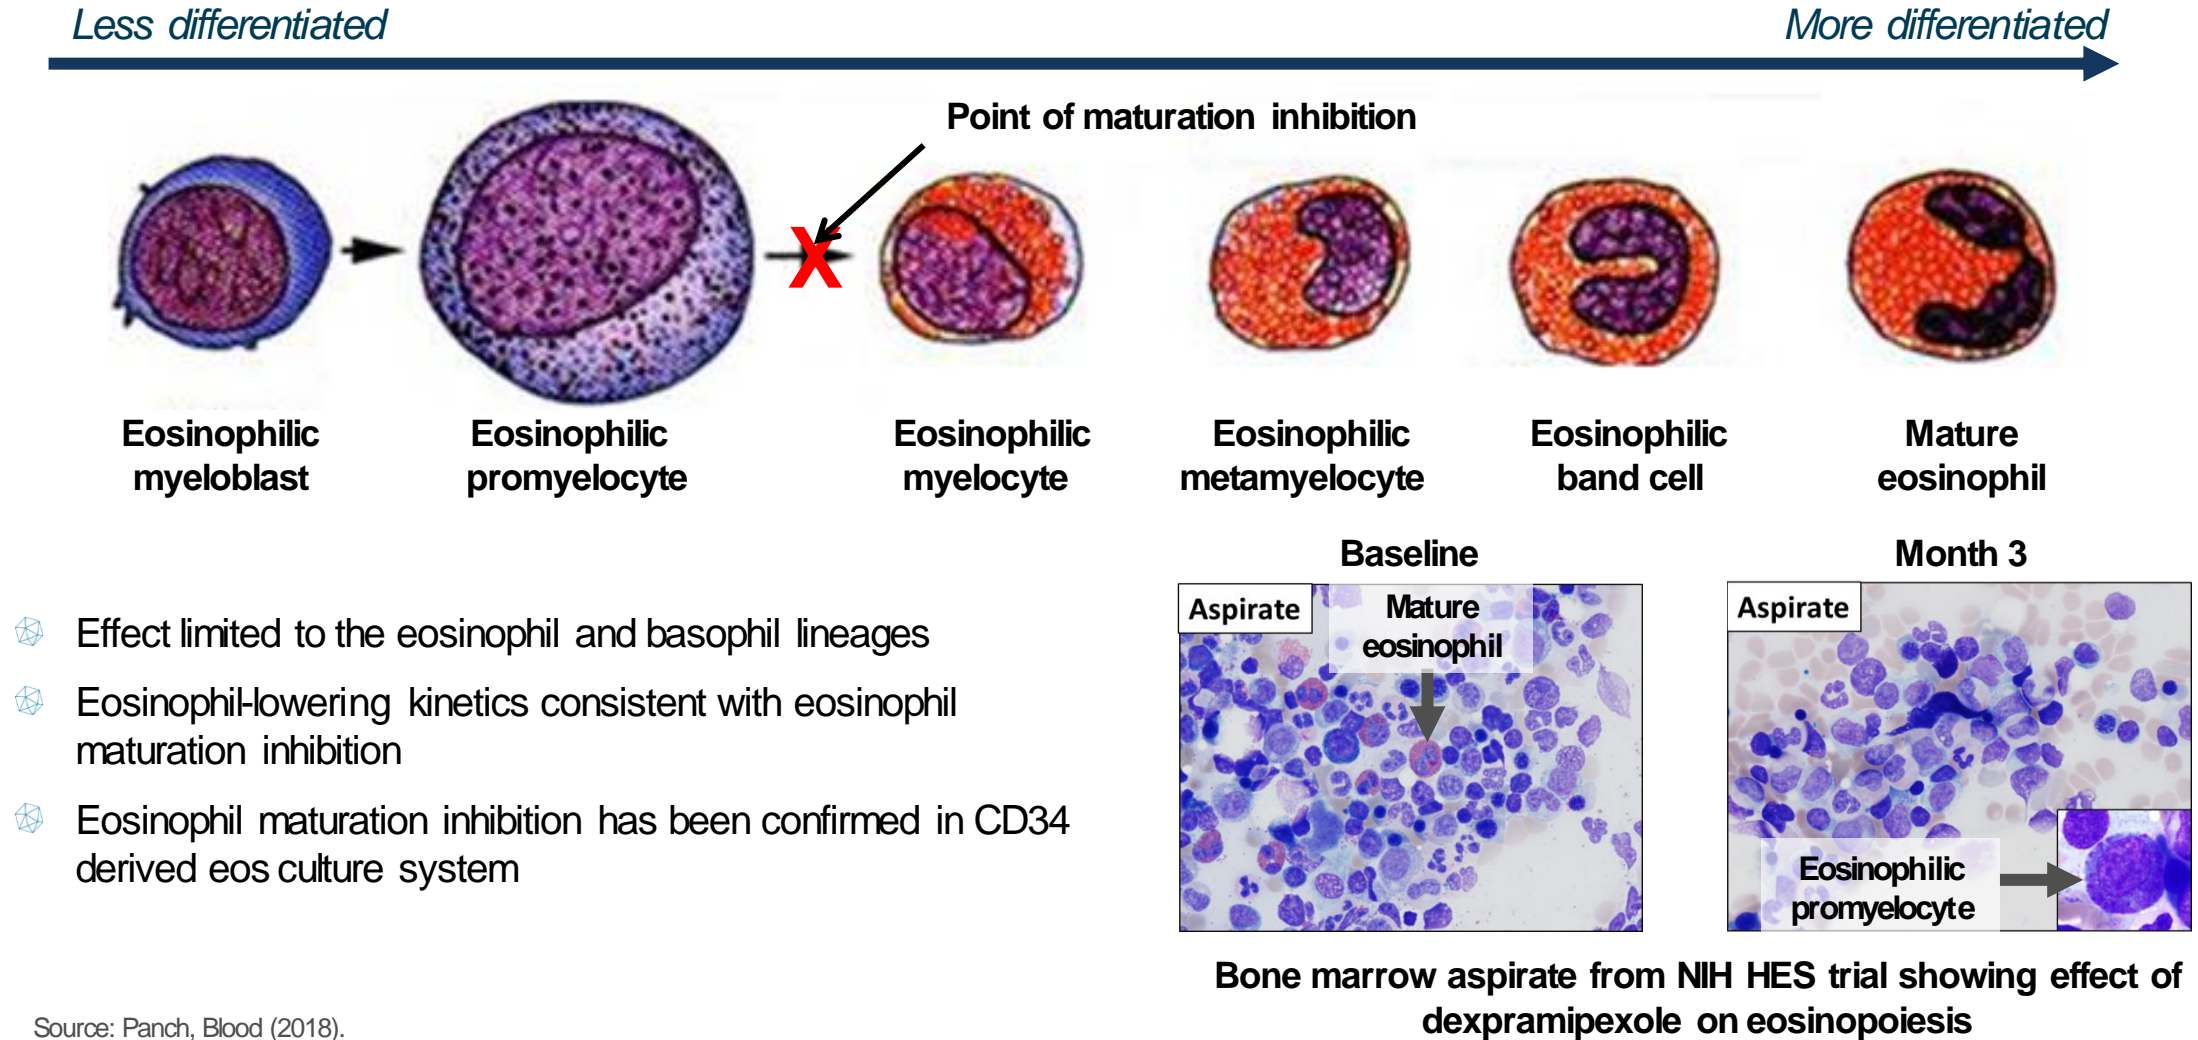 Less differentiated
More differentiated
Point of maturation inhibition
X
Eosinophilic
myeloblast
Eosinophilic
promyelocyte
Eosinophilic
myelocyte
Eosinophilic
metamyelocyte
Eosinophilic
band cell
Mature
eosinophil
Effect limited to the eosinophil and basophil lineages
Eosinophil-lowering kinetics consistent with eosinophil
maturation inhibition
Eosinophil maturation inhibition has been confirmed in CD34
derived eos culture system
Baseline
Aspirate
Mature
eosinophil
Month 3
Aspirate
Eosinophilic
promyelocyte
Bone marrow aspirate from NIH HES trial showing effect of
dexpramipexole on eosinopoiesis
Source: Panch, Blood (2018).